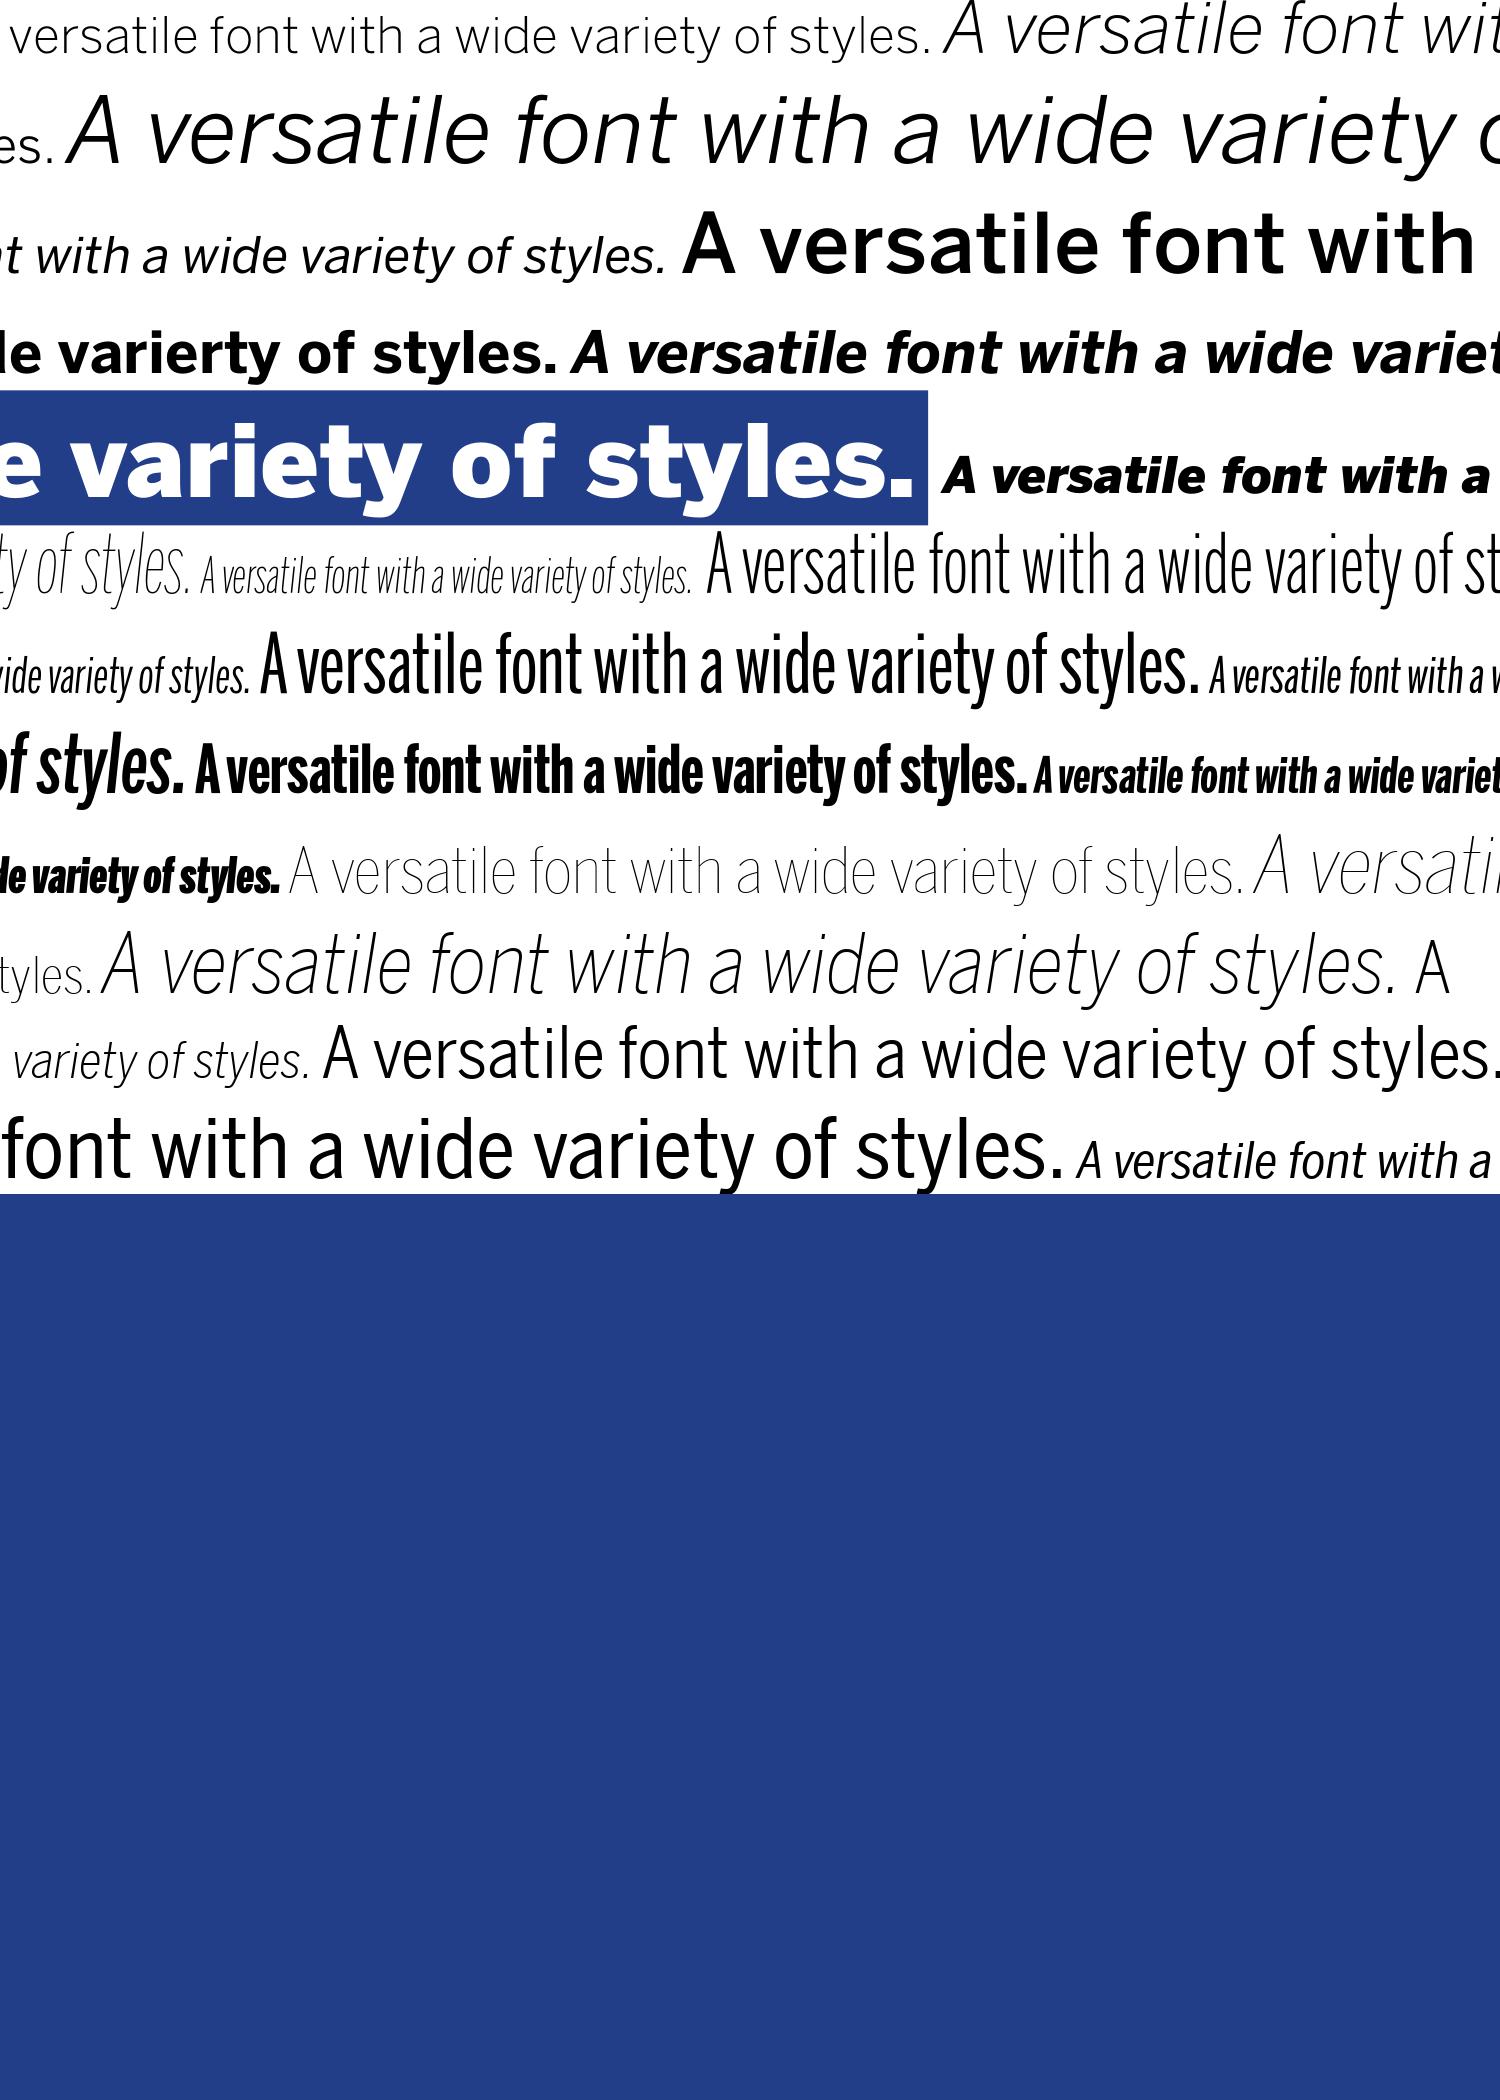 versatile font with a wide variety of styles. A versatile font wit
es. A versatile font with a wide variety o
nt with a wide variety of styles. A versatile font with
de varierty of styles. A versatile font with a wide variet
e variety of styles. A versatile font with a
ty of styles. A versatile font with a wide variety of styles. A versatile font with a wide variety of st
wide variety of styles. A versatile font with a wide variety of styles. A versatile font with a w
of styles. A versatile font with a wide variety of styles. A versatile font with a wide variet
de variety of styles. A versatile font with a wide variety of styles. A versatil
tyles. A versatile font with a wide variety of styles. A
variety of styles. A versatile font with a wide variety of styles.
font with a wide variety of styles. A versatile font with a